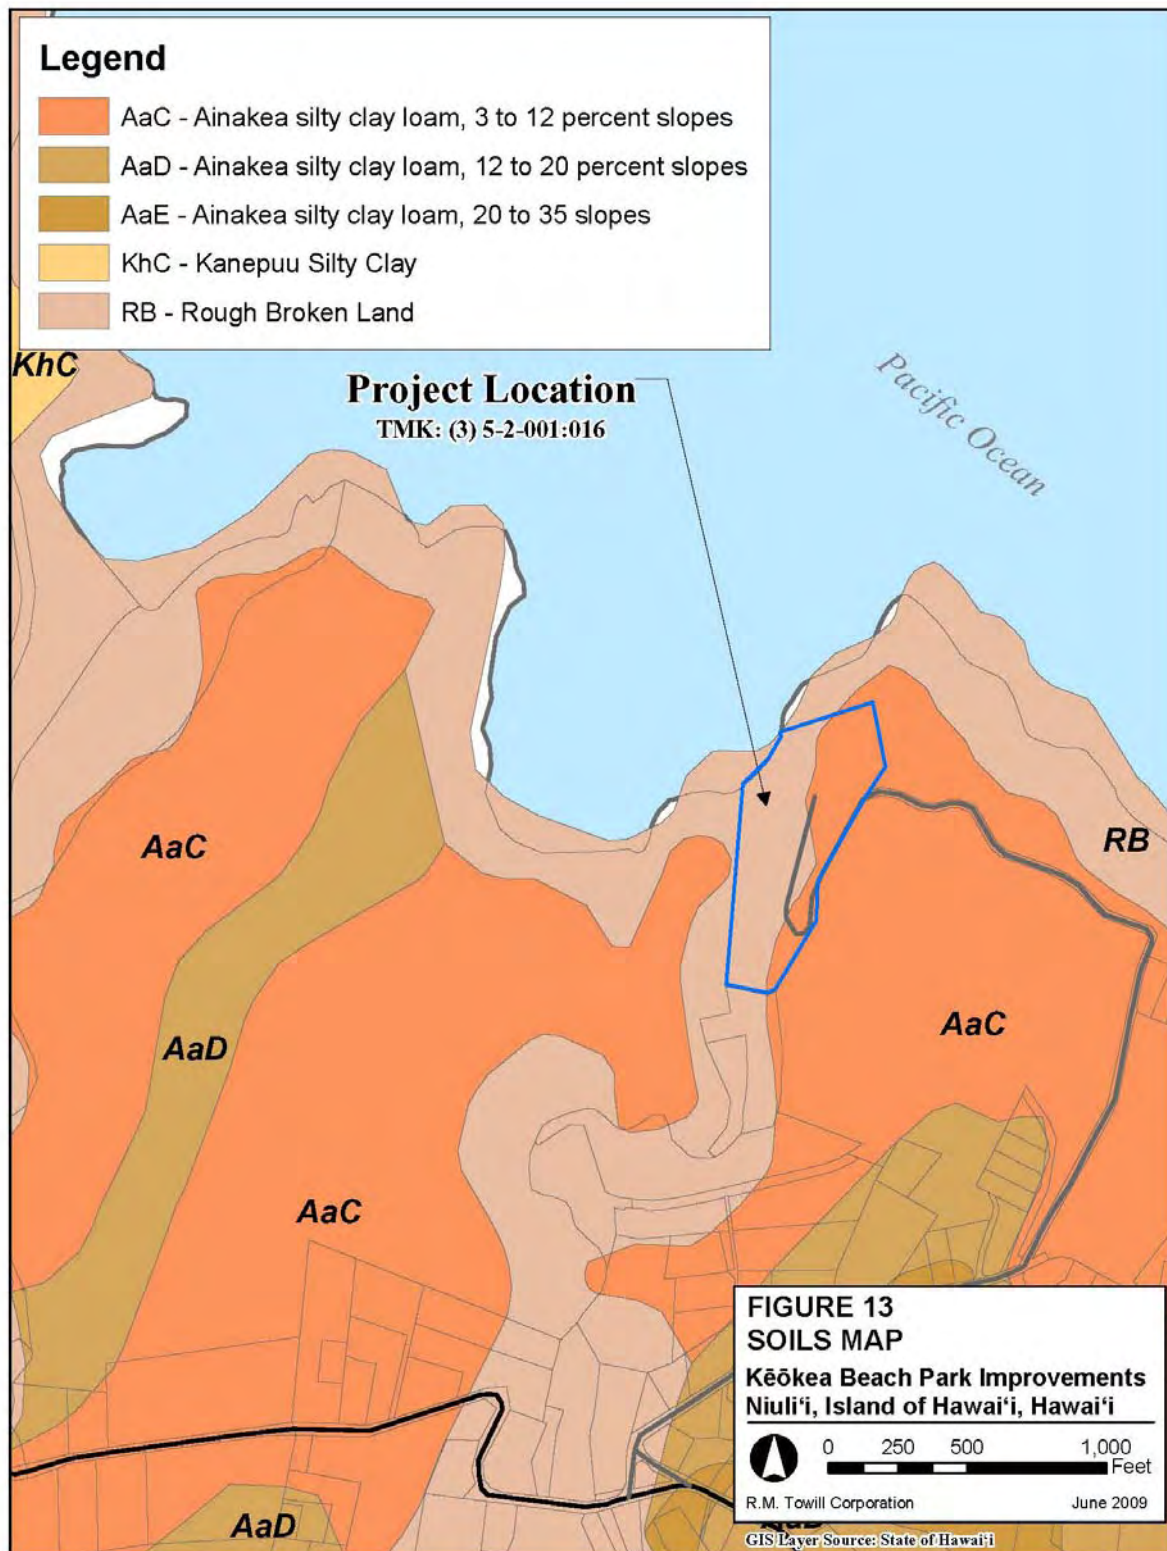 Legend
AaC - Ainakea silty clay loam, 3 to 12 percent slopes
AaD - Ainakea silty clay loam, 12 to 20 percent slopes
AaE - Ainakea silty clay loam, 20 to 35 slopes
KhC - Kanepuu Silty Clay
RB - Rough Broken Land
KhC
Project Location
TMK: (3) 5-2-001:016
Pacific Ocean
AaC
RB
AaC
AaD
AaC
AaD
FIGURE 13
SOILS MAP
Kēōkea Beach Park Improvements
Niuliʻi, Island of Hawaiʻi, Hawaiʻi
0 250 500 1,000
Feet
R.M. Towill Corporation June 2009
GIS Layer Source: State of Hawaiʻi